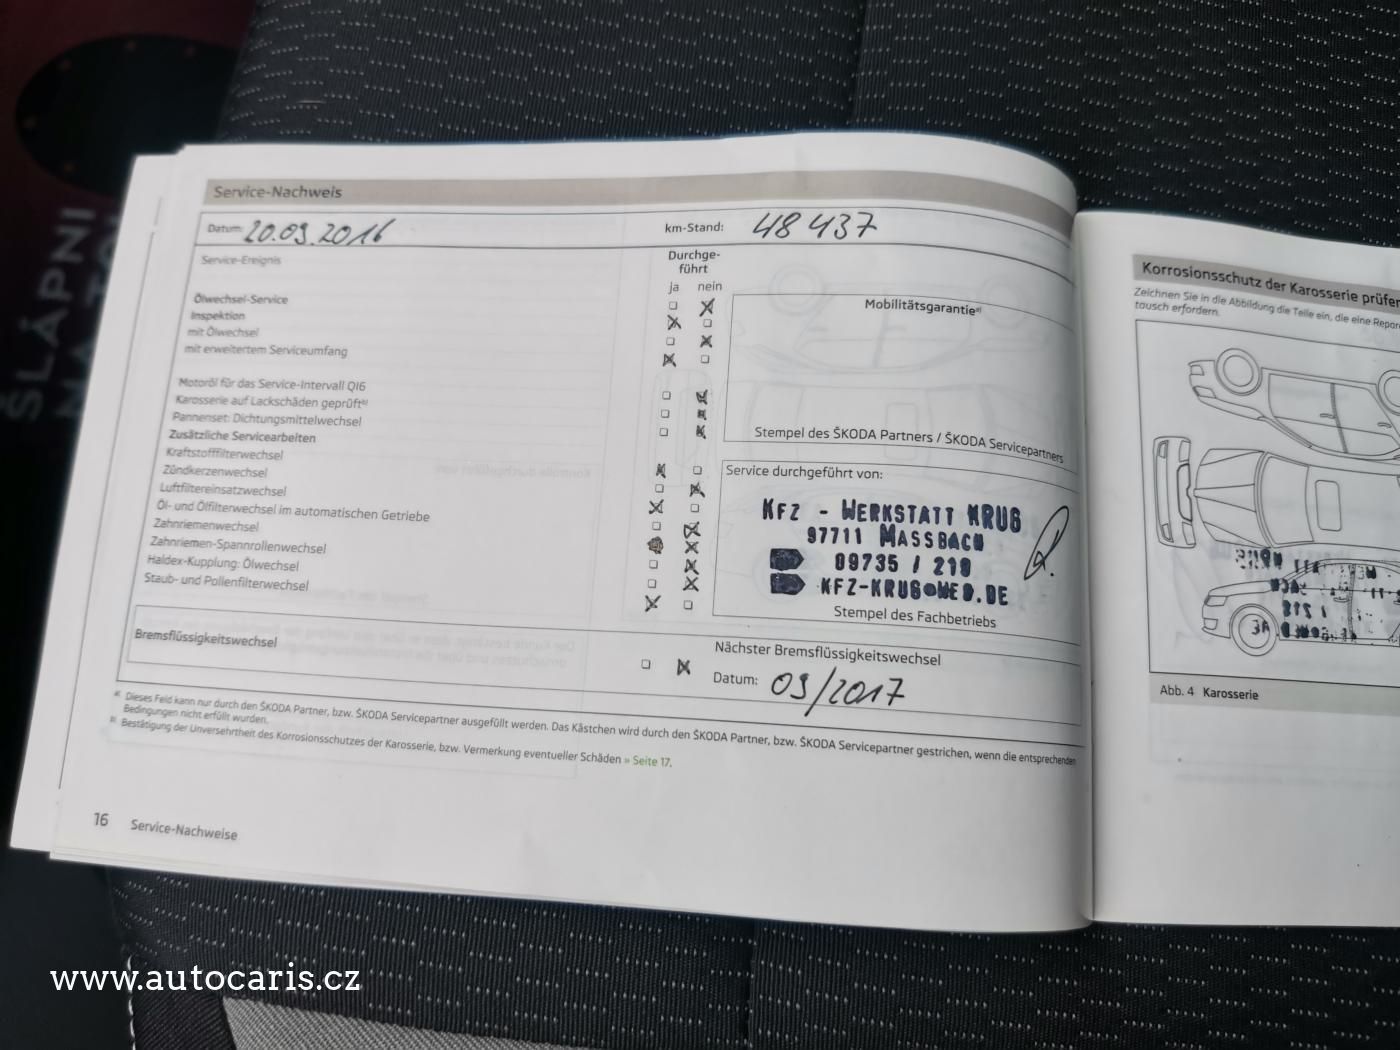 ŠLÁPNI
Service-Nachweis
Datum: 20.09.2016
km-Stand: 48 437
Service-Ereignis
Durchge-
führt
ja nein
Ölwechsel-Service
Inspektion
mit Ölwechsel
mit erweitertem Serviceumfang
Motoröl für das Service-Intervall QI6
Karosserie auf Lackschäden geprüft b)
Pannenset: Dichtungsmittelwechsel
Zusätzliche Servicearbeiten
Kraftstofffilterwechsel
Zündkerzenwechsel
Luftfiltereinsatzwechsel
Öl- und Ölfilterwechsel im automatischen Getriebe
Zahnriemenwechsel
Zahnriemen-Spannrollenwechsel
Haldex-Kupplung: Ölwechsel
Staub- und Pollenfilterwechsel
Mobilitätsgarantie a)
Stempel des ŠKODA Partners / ŠKODA Servicepartners
Service durchgeführt von:
KFZ - WERKSTATT KRUG
97711 MASSBACH
09735 / 218
KFZ-KRUG@WEB.DE
Stempel des Fachbetriebs
Bremsflüssigkeitswechsel
Nächster Bremsflüssigkeitswechsel
Datum: 09/2017
a) Dieses Feld kann nur durch den ŠKODA Partner, bzw. ŠKODA Servicepartner ausgefüllt werden. Das Kästchen wird durch den ŠKODA Partner, bzw. ŠKODA Servicepartner gestrichen, wenn die entsprechenden
Bedingungen nicht erfüllt wurden.
b) Bestätigung der Unversehrtheit des Korrosionsschutzes der Karosserie, bzw. Vermerkung eventueller Schäden » Seite 17.
16 Service-Nachweise
Korrosionsschutz der Karosserie prüfen
Zeichnen Sie in die Abbildung die Teile ein, die eine Repa
tausch erfordern.
Abb. 4 Karosserie
www.autocaris.cz